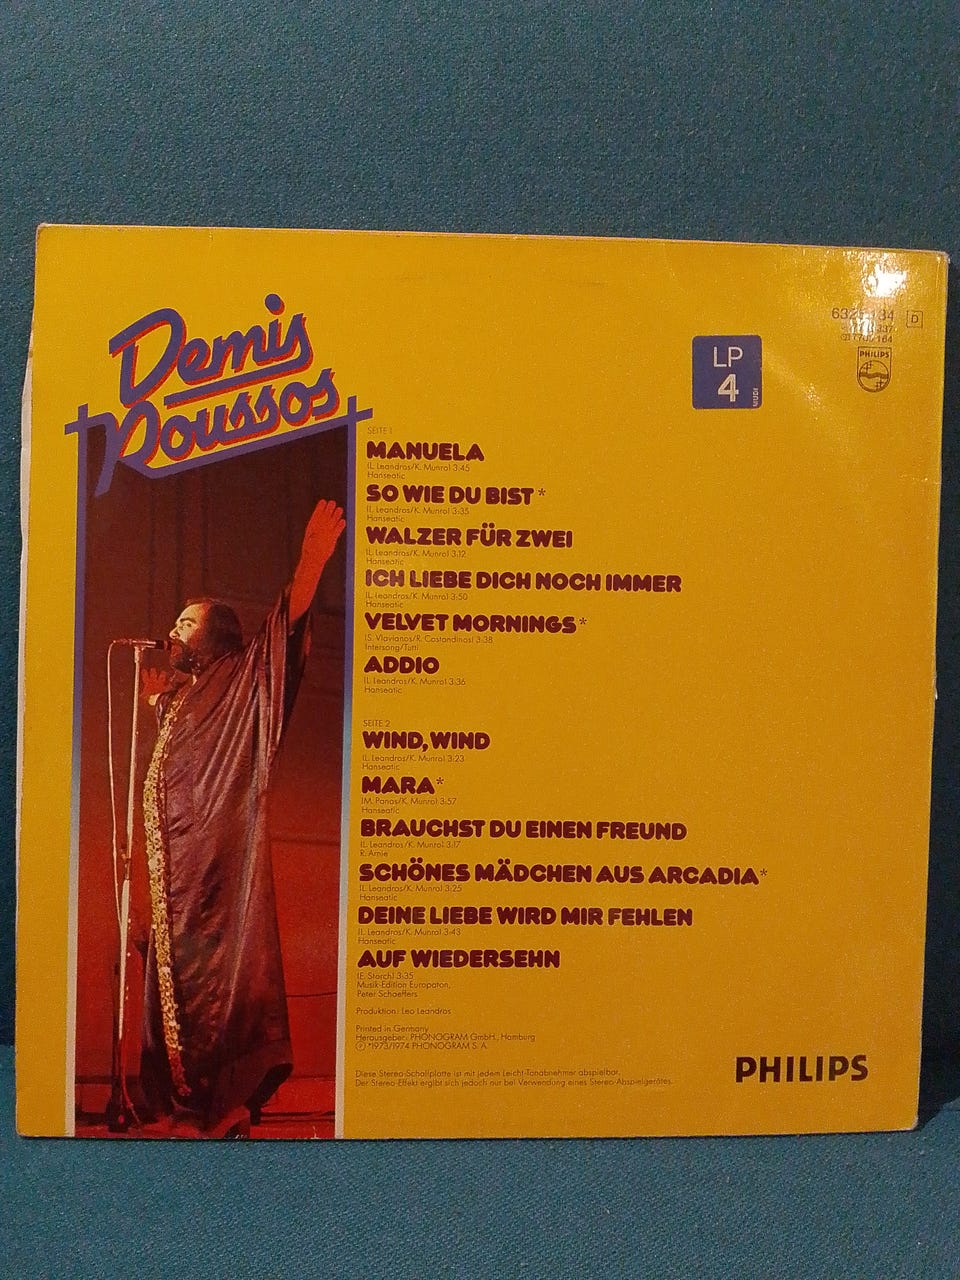 Demis
Roussos
6325 134 D
PHILIPS
LP
4
MUDI
SEITE 1
MANUELA
(L. Leandros/K. Munro) 3:45
Hanseatic
SO WIE DU BIST *
(L. Leandros/K. Munro) 3:35
Hanseatic
WALZER FÜR ZWEI
(L. Leandros/K. Munro) 3:12
Hanseatic
ICH LIEBE DICH NOCH IMMER
(L. Leandros/K. Munro) 3:50
Hanseatic
VELVET MORNINGS *
(S. Vlavianos/R. Costandinos) 3:38
Intersong/Tutti
ADDIO
(L. Leandros/K. Munro) 3:36
Hanseatic
SEITE 2
WIND, WIND
(L. Leandros/K. Munro) 3:23
Hanseatic
MARA *
(M. Panas/K. Munro) 3:57
Hanseatic
BRAUCHST DU EINEN FREUND
(L. Leandros/K. Munro) 3:17
R. Arnie
SCHÖNES MÄDCHEN AUS ARCADIA *
(L. Leandros/K. Munro) 3:25
Hanseatic
DEINE LIEBE WIRD MIR FEHLEN
(L. Leandros/K. Munro) 3:43
Hanseatic
AUF WIEDERSEHN
(E. Storch) 3:35
Musik-Edition Europaton,
Peter Schaeffers
Produktion: Leo Leandros
Printed in Germany
Herausgeber: PHONOGRAM GmbH., Hamburg
℗ *1973/1974 PHONOGRAM S. A.
Diese Stereo-Schallplatte ist mit jedem Leicht-Tonabnehmer abspielbar.
Der Stereo-Effekt ergibt sich jedoch nur bei Verwendung eines Stereo-Abspielgerätes.
PHILIPS